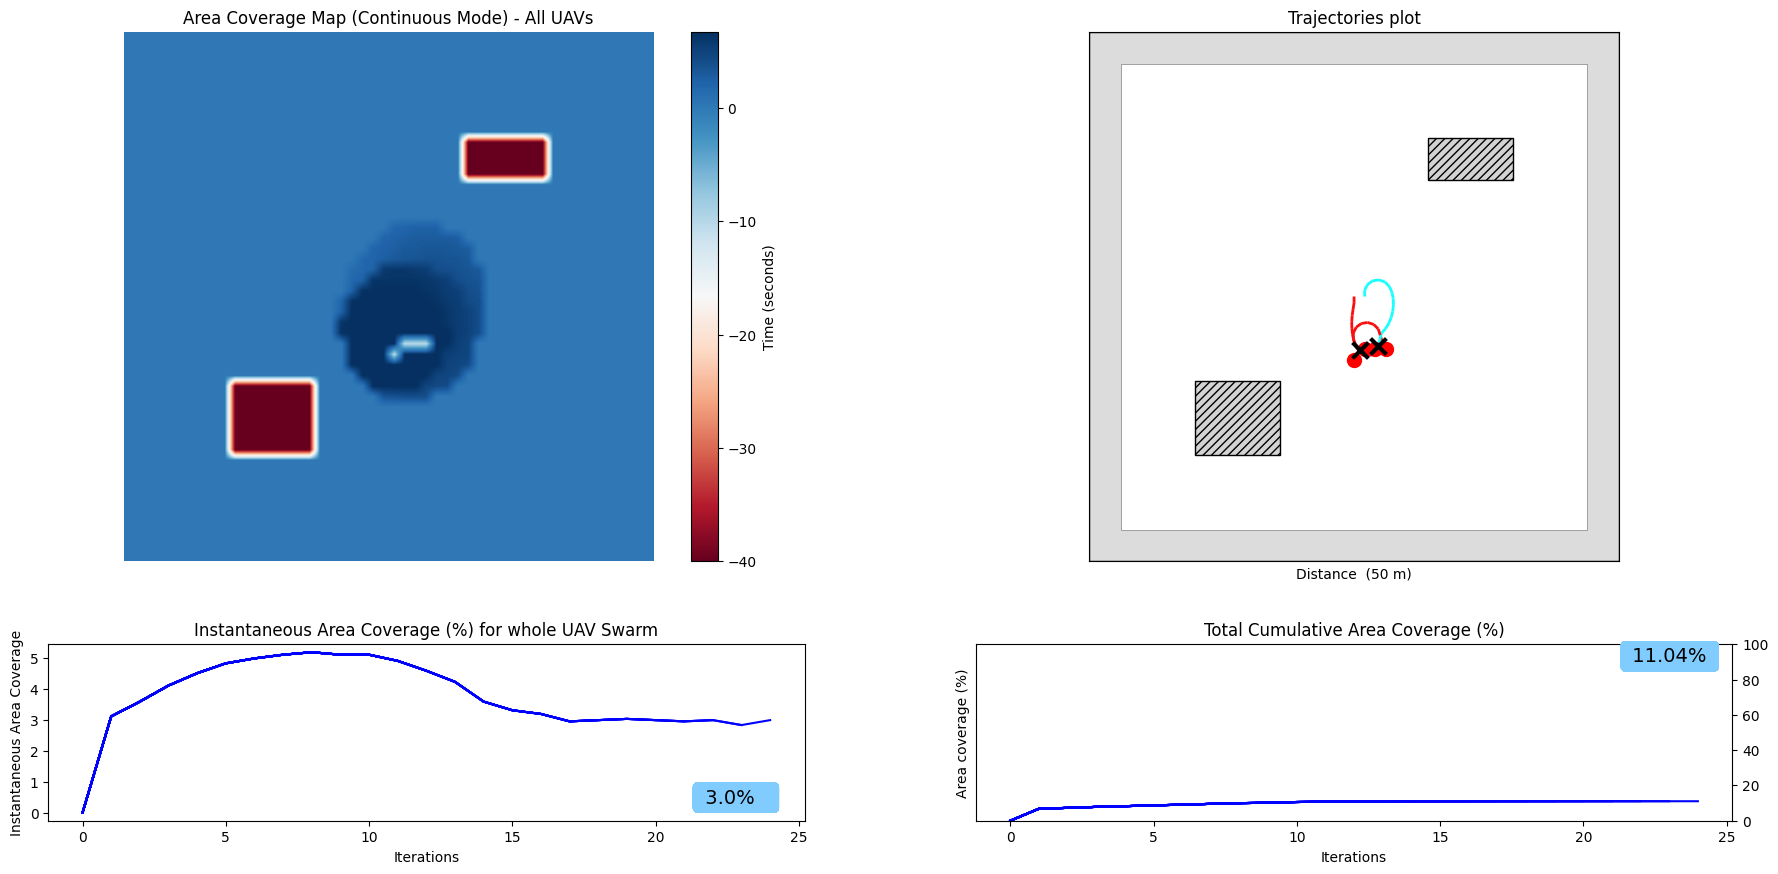 Area Coverage Map (Continuous Mode) - All UAVs
0
−10
−20
−30
−40
Time (seconds)
Trajectories plot
Distance  (50 m)
Instantaneous Area Coverage (%) for whole UAV Swarm
Instantaneous Area Coverage
5
4
3
2
1
0
3.0%
0 5 10 15 20 25
Iterations
Total Cumulative Area Coverage (%)
Area coverage (%)
11.04%
100
80
60
40
20
0
0 5 10 15 20 25
Iterations